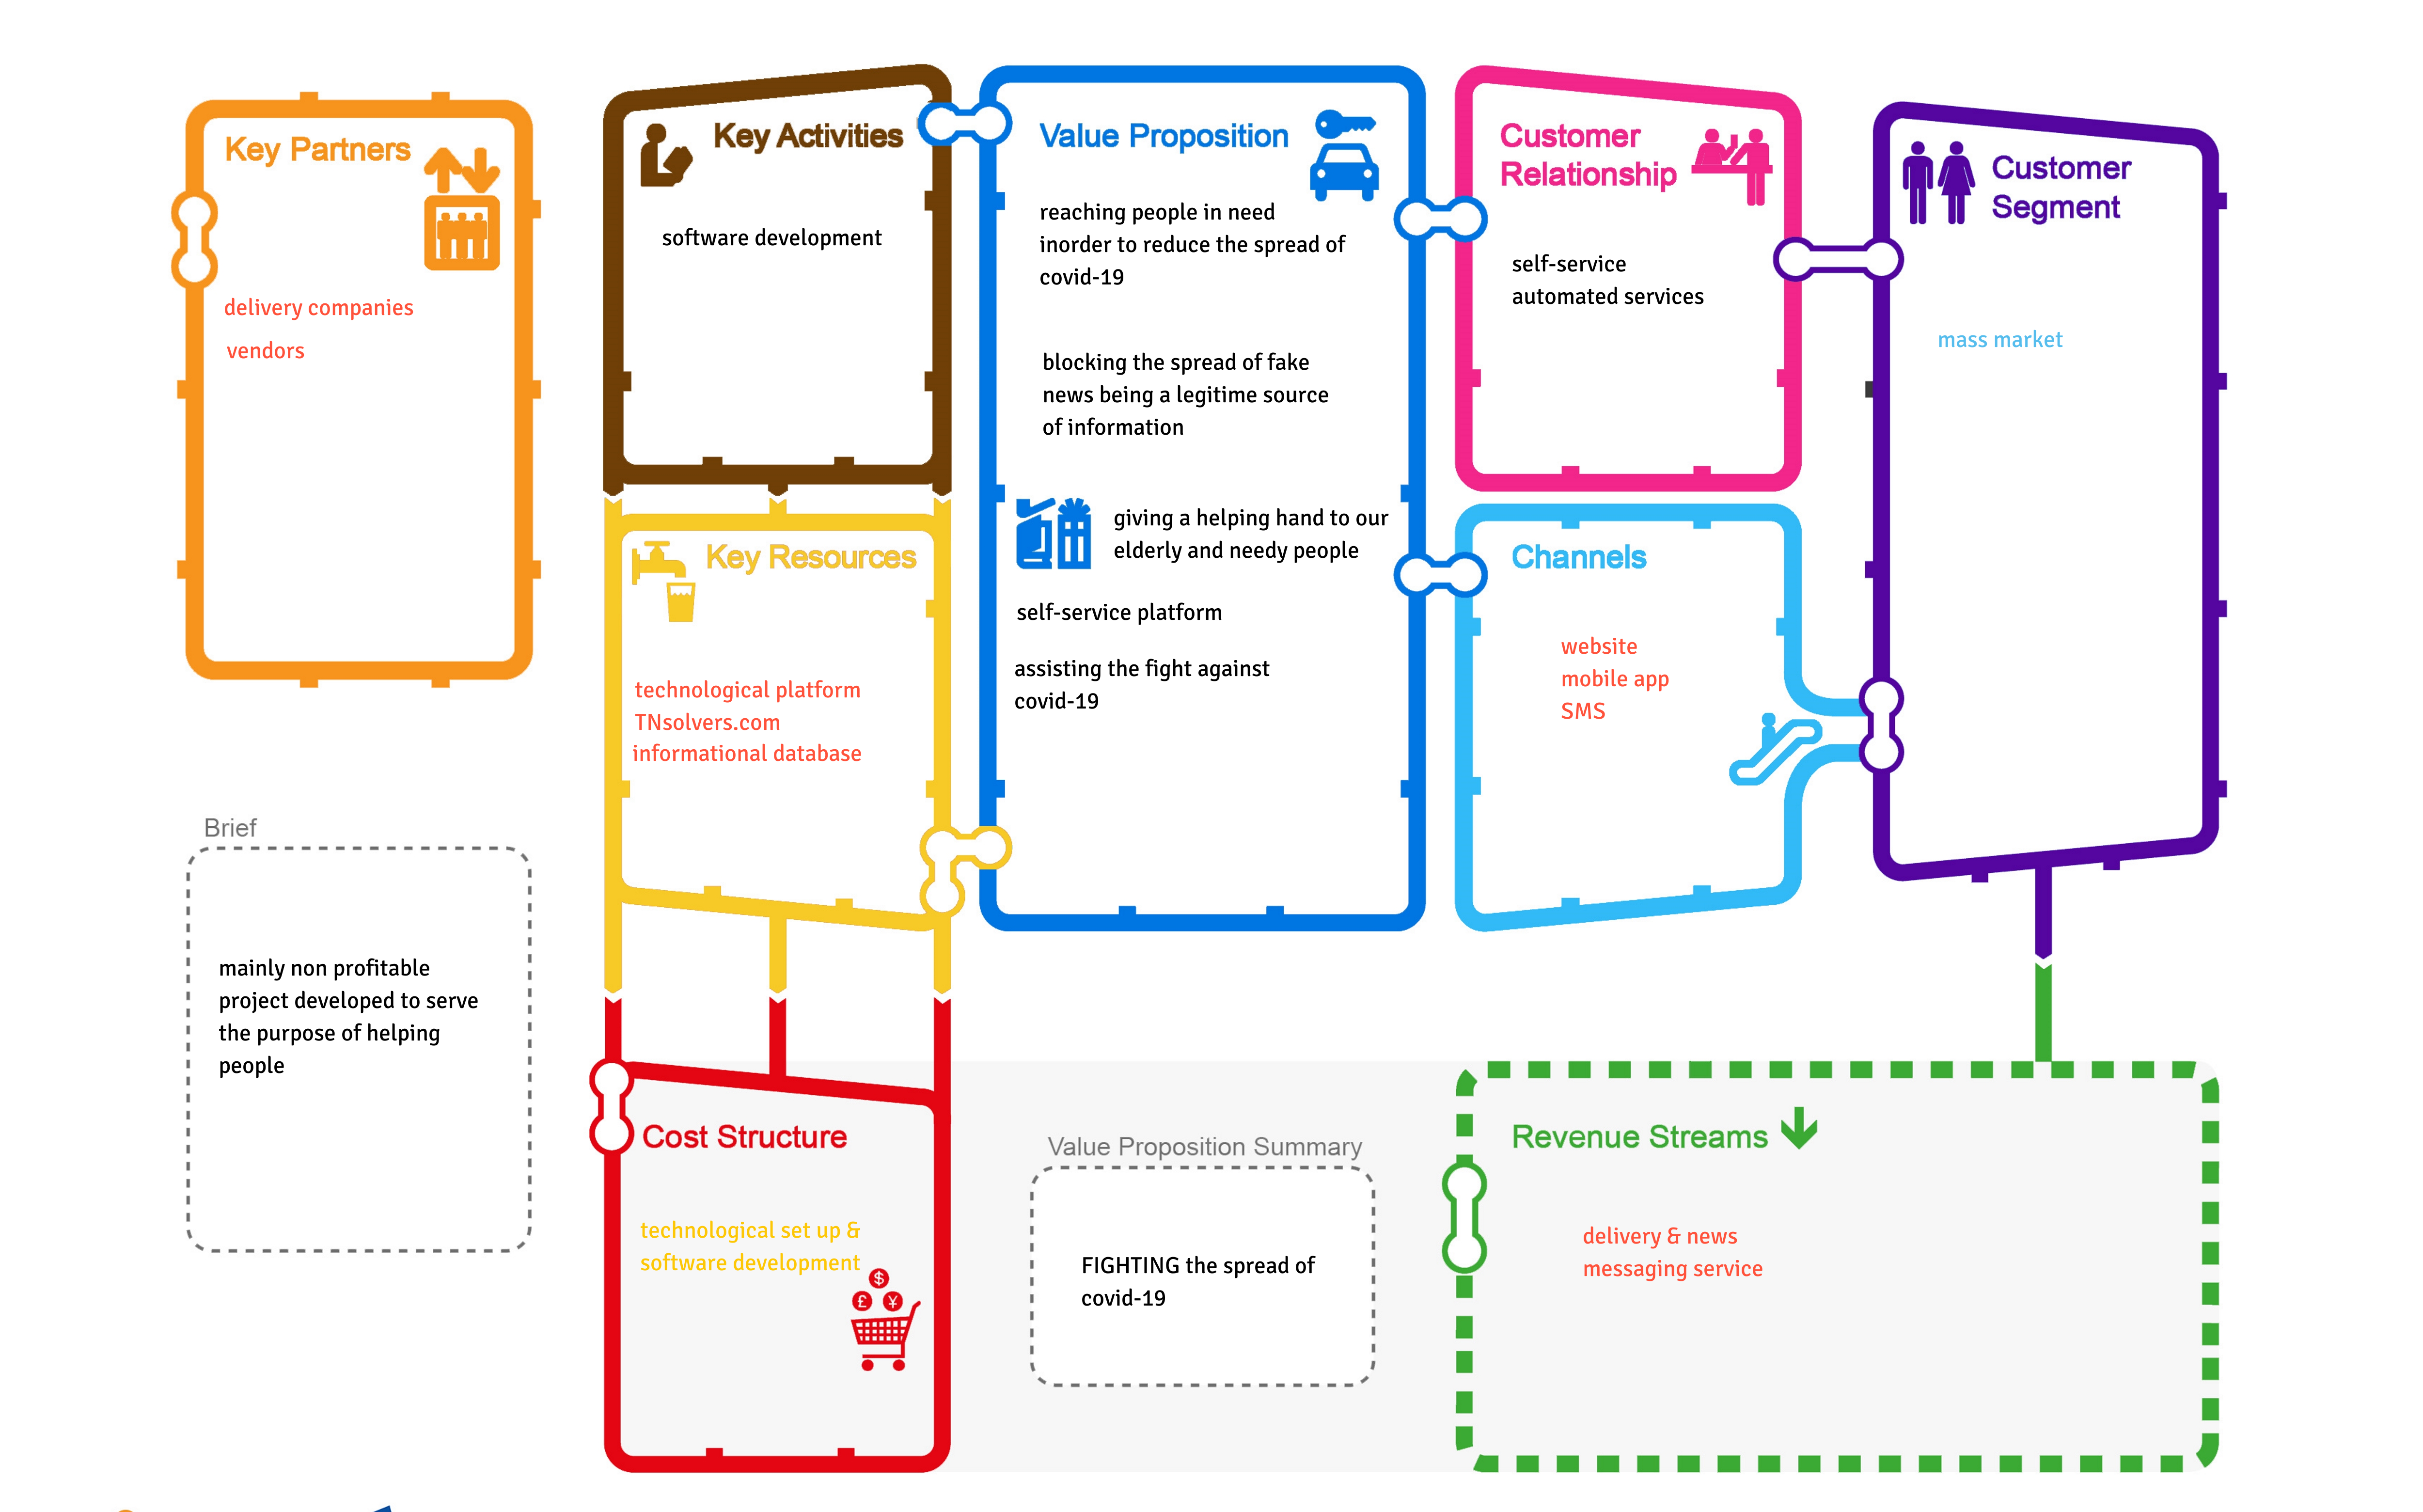 Key Partners
delivery companies
vendors
Key Activities
software development
Value Proposition
reaching people in need
inorder to reduce the spread of
covid-19
blocking the spread of fake
news being a legitime source
of information
giving a helping hand to our
elderly and needy people
self-service platform
assisting the fight against
covid-19
Customer
Relationship
self-service
automated services
Customer
Segment
mass market
Key Resources
technological platform
TNsolvers.com
informational database
Channels
website
mobile app
SMS
Brief
mainly non profitable
project developed to serve
the purpose of helping
people
Cost Structure
technological set up &
software development
$
£ ¥
Value Proposition Summary
FIGHTING the spread of
covid-19
Revenue Streams
delivery & news
messaging service